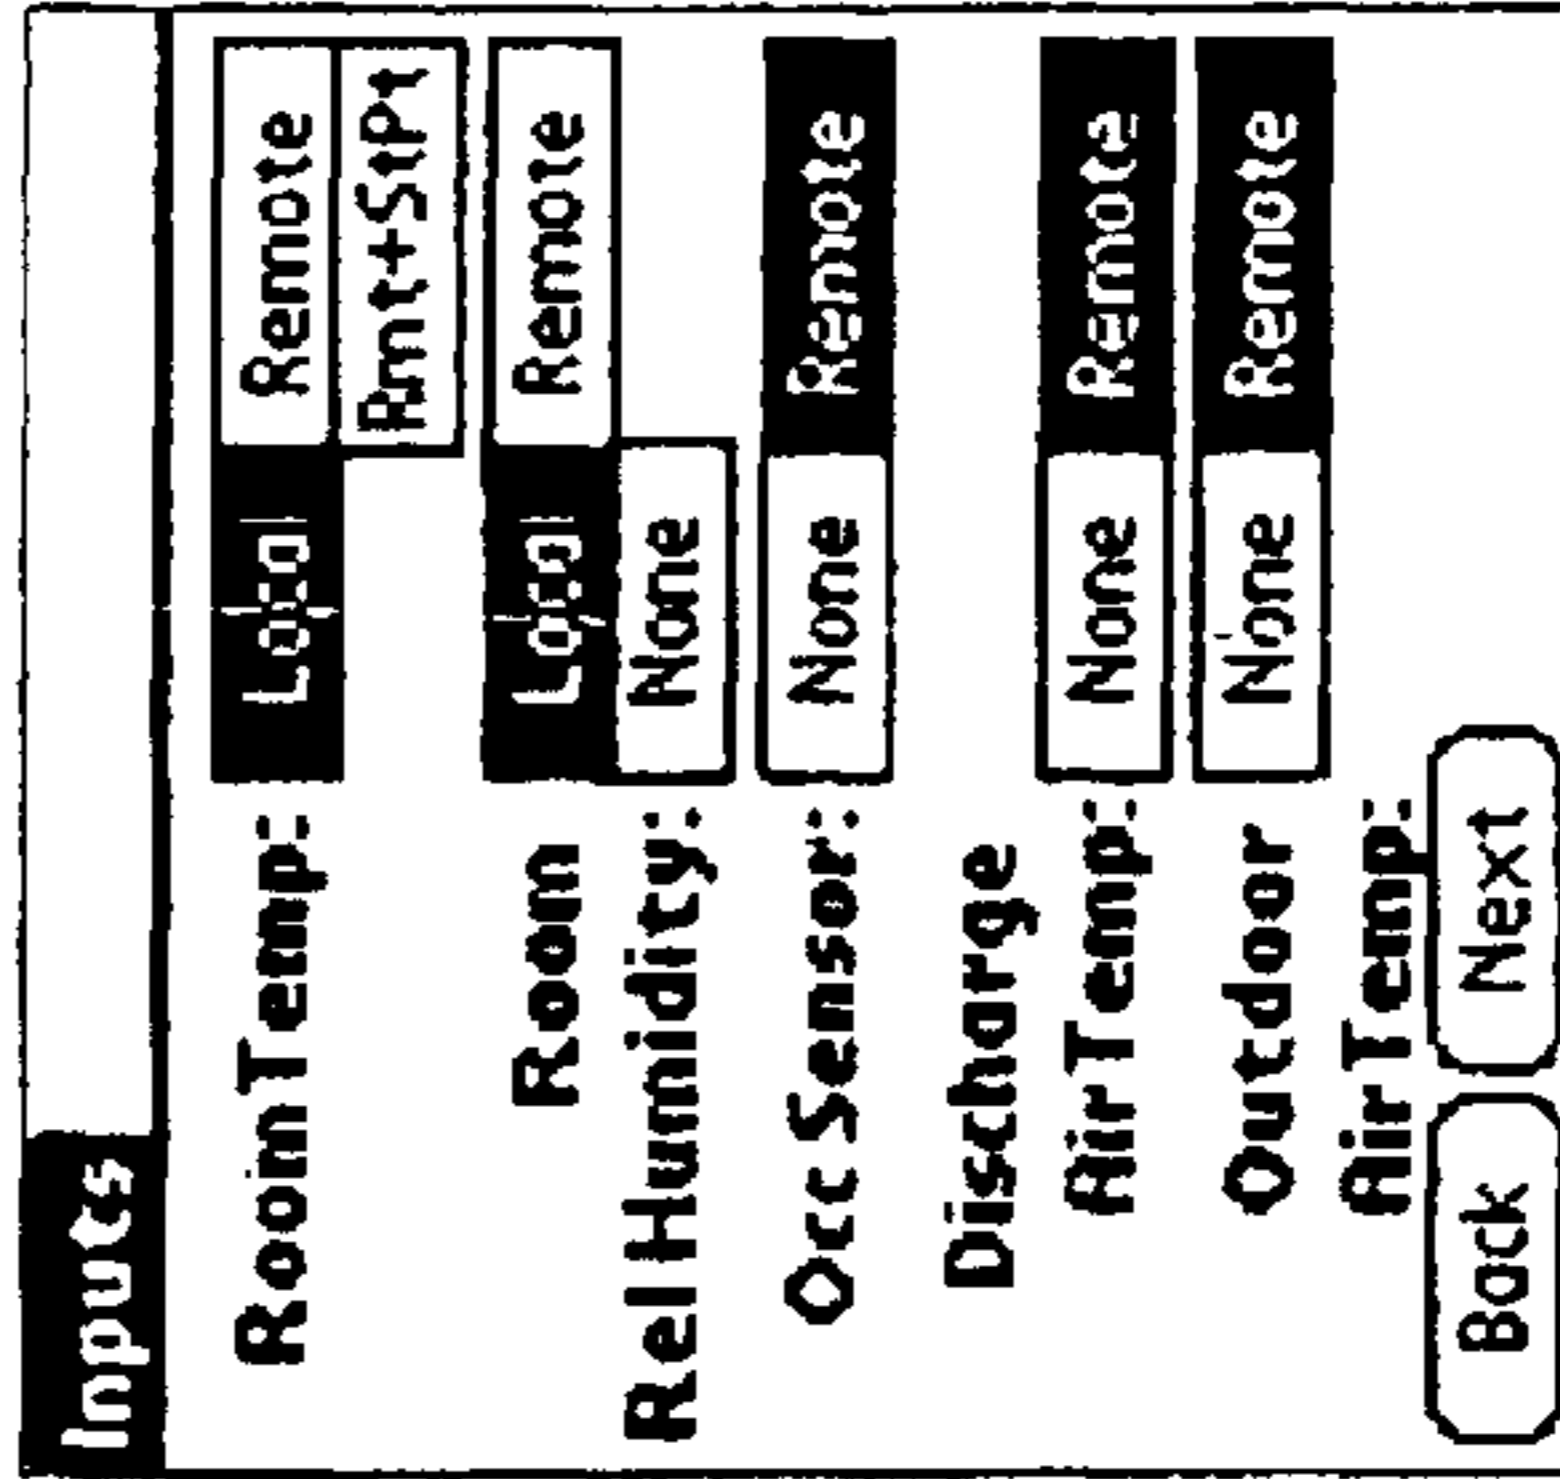 Inputs
Room Temp: Local Remote
Rmt+StPt
Room Local Remote
Rel Humidity: None
Occ Sensor: None Remote
Discharge
Air Temp: None Remote
Outdoor None Remote
Air Temp:
Back Next